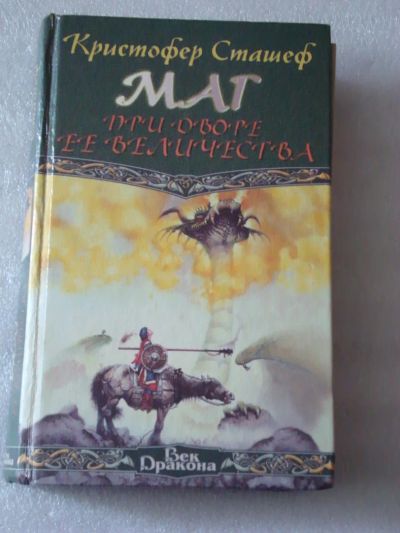 Кристофер Сташеф
МАГ
ПРИ ДВОРЕ
ЕЕ ВЕЛИЧЕСТВА
Век
Дракона